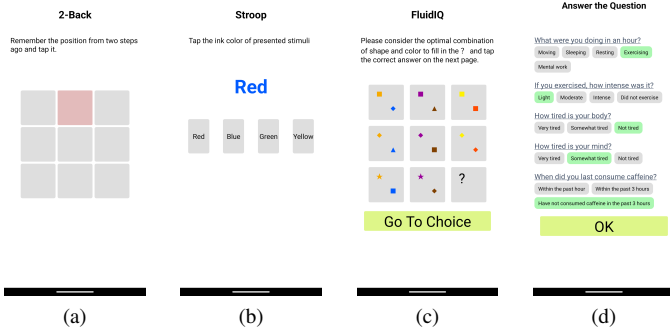 2-Back
Remember the position from two steps
ago and tap it.
(a)
Stroop
Tap the ink color of presented stimuli
Red
Red Blue Green Yellow
(b)
FluidIQ
Please consider the optimal combination
of shape and color to fill in the ? and tap
the correct answer on the next page.
?
Go To Choice
(c)
Answer the Question
What were you doing in an hour?
Moving Sleeping Resting Exercising
Mental work
If you exercised, how intense was it?
Light Moderate Intense Did not exercise
How tired is your body?
Very tired Somewhat tired Not tired
How tired is your mind?
Very tired Somewhat tired Not tired
When did you last consume caffeine?
Within the past hour Within the past 3 hours
Have not consumed caffeine in the past 3 hours
OK
(d)